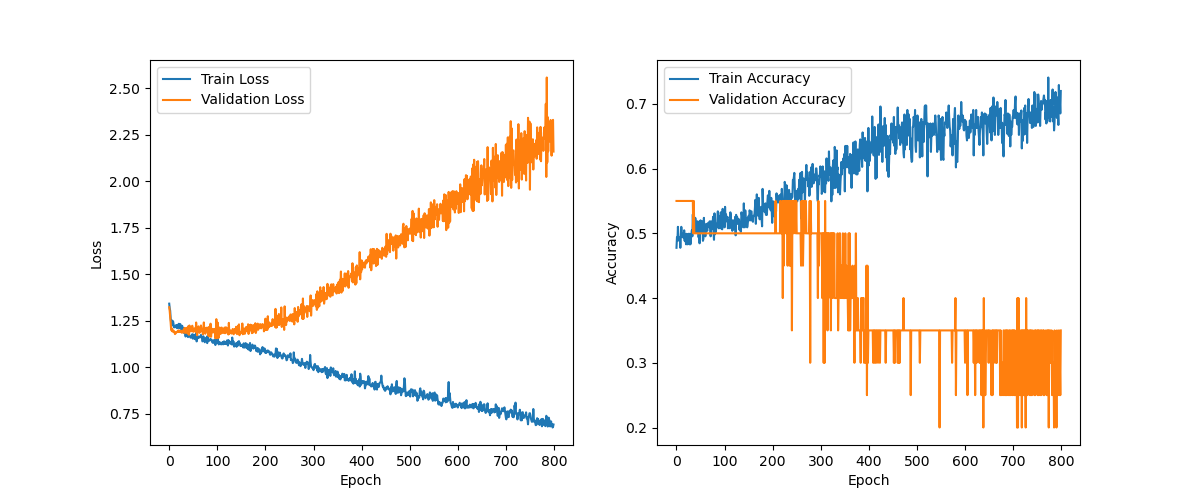 Train Loss
Validation Loss
2.50
2.25
2.00
1.75
1.50
1.25
1.00
0.75
Loss
0 100 200 300 400 500 600 700 800
Epoch
Train Accuracy
Validation Accuracy
0.7
0.6
0.5
0.4
0.3
0.2
Accuracy
0 100 200 300 400 500 600 700 800
Epoch